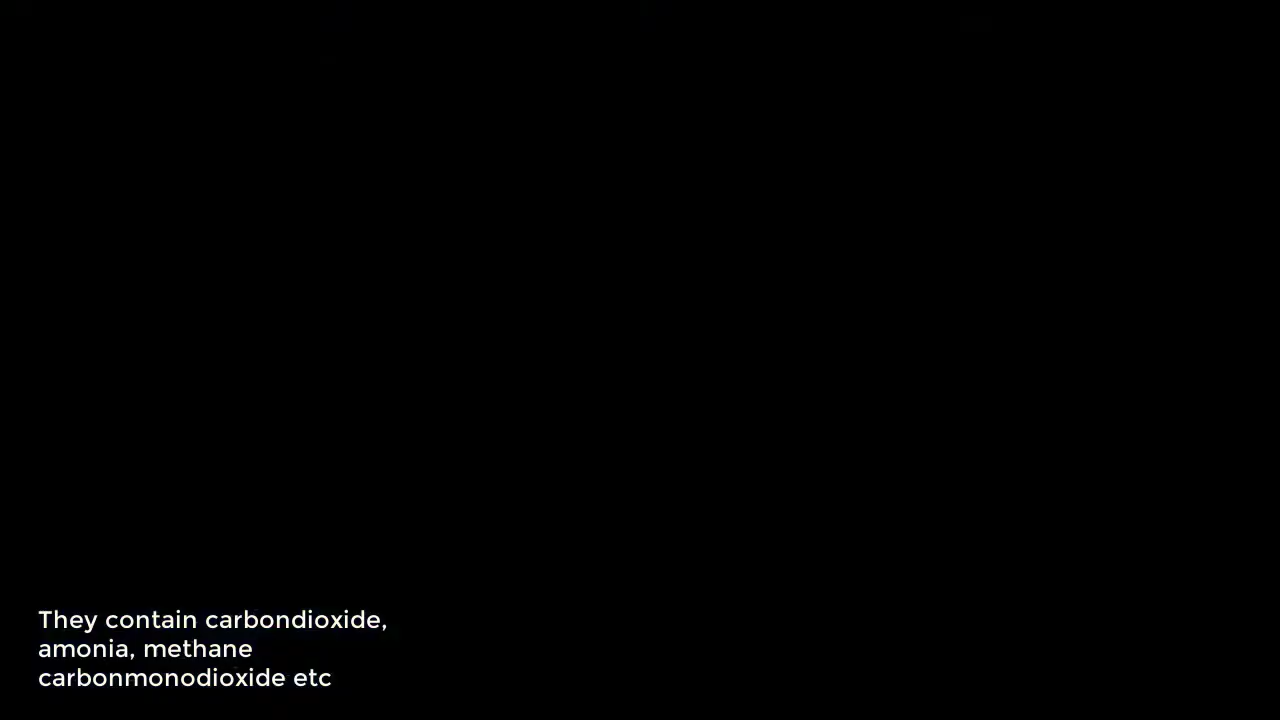 They contain carbondioxide,
amonia, methane
carbonmonodioxide etc